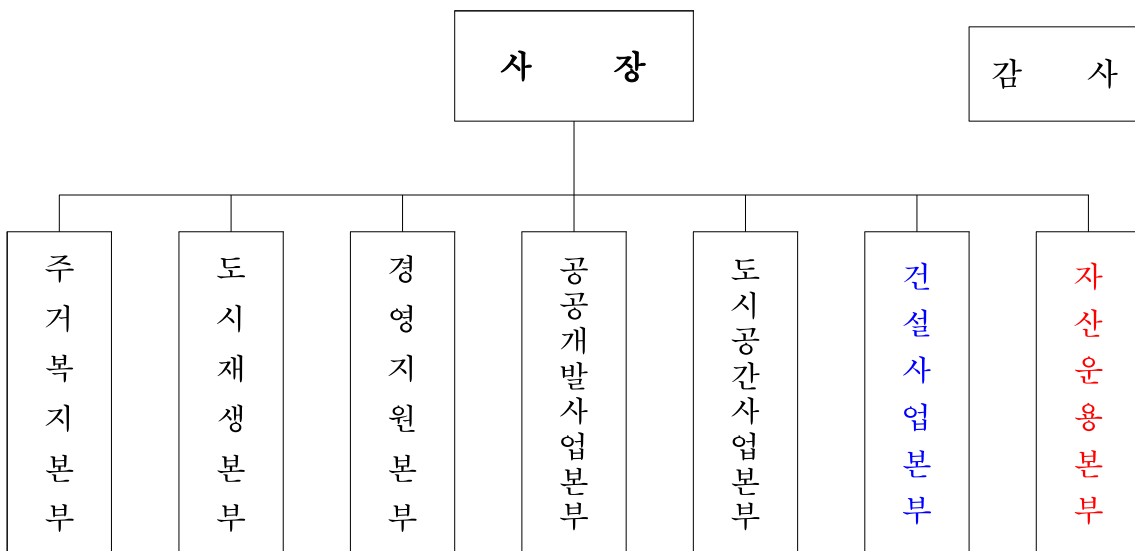 사 장
감 사
주거복지본부
도시재생본부
경영지원본부
공공개발사업본부
도시공간사업본부
건설사업본부
자산운용본부